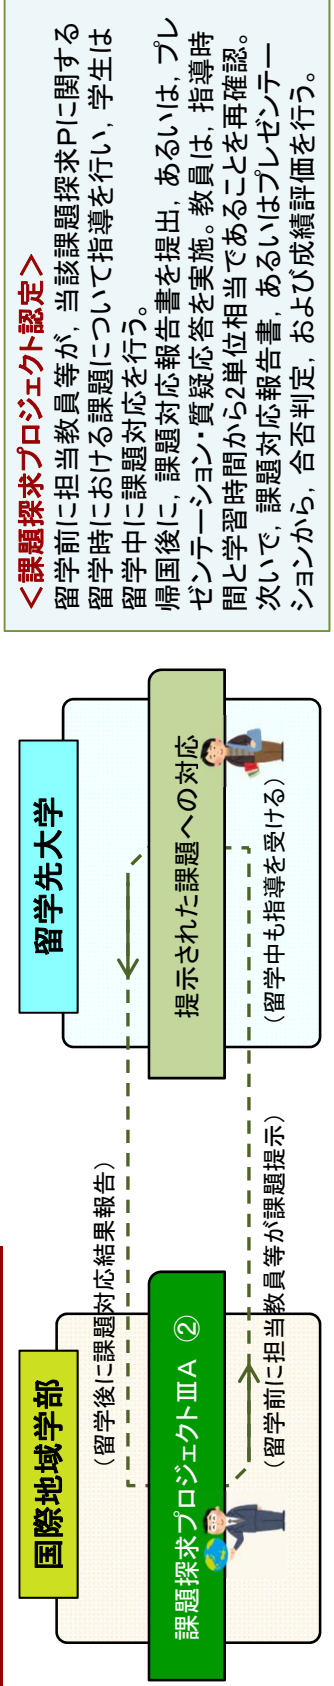 国際地域学部
（留学後に課題対応結果報告）
課題探求プロジェクトⅢA ②
（留学前に担当教員等が課題提示）
留学先大学
提示された課題への対応
（留学中も指導を受ける）
＜課題探求プロジェクト認定＞
留学前に担当教員等が，当該課題探求Pに関する
留学時における課題について指導を行い，学生は
留学中に課題対応を行う。
帰国後に，課題対応報告書を提出，あるいは，プレ
ゼンテーション・質疑応答を実施。教員は，指導時
間と学習時間から2単位相当であることを再確認。
次いで，課題対応報告書，あるいはプレゼンテー
ションから，合否判定，および成績評価を行う。